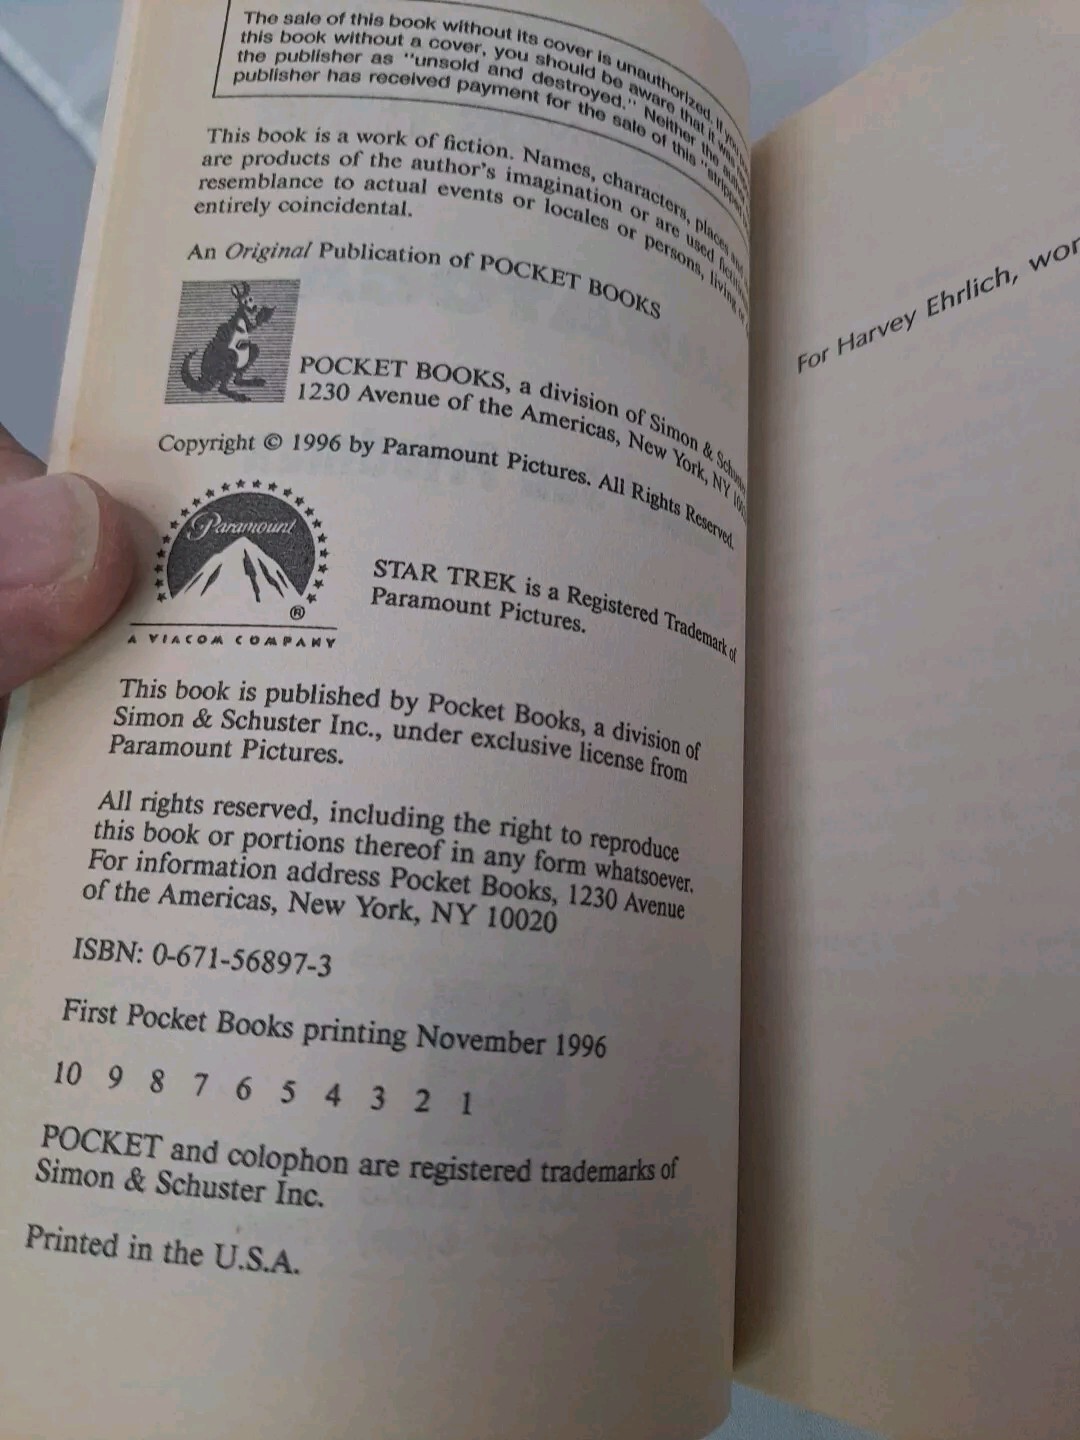 The sale of this book without its cover is unauthorized. If you
this book without a cover, you should be aware that it was
the publisher as "unsold and destroyed." Neither the author
publisher has received payment for the sale of this "stripped
This book is a work of fiction. Names, characters, places and
are products of the author's imagination or are used
resemblance to actual events or locales or persons, living or
entirely coincidental.
An Original Publication of POCKET BOOKS
POCKET BOOKS, a division of Simon &
1230 Avenue of the Americas, New York, NY
Copyright © 1996 by Paramount Pictures. All Rights Reserved.
Paramount
®
A VIACOM COMPANY
STAR TREK is a Registered Trademark of
Paramount Pictures.
This book is published by Pocket Books, a division of
Simon & Schuster Inc., under exclusive license from
Paramount Pictures.
All rights reserved, including the right to reproduce
this book or portions thereof in any form whatsoever.
For information address Pocket Books, 1230 Avenue
of the Americas, New York, NY 10020
ISBN: 0-671-56897-3
First Pocket Books printing November 1996
10 9 8 7 6 5 4 3 2 1
POCKET and colophon are registered trademarks of
Simon & Schuster Inc.
Printed in the U.S.A.
For Harvey Ehrlich,